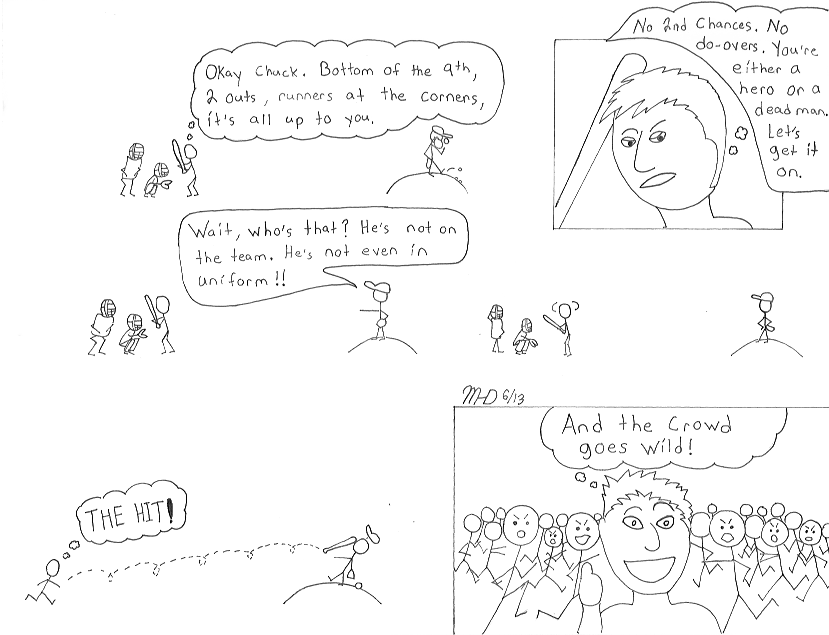 Okay Chuck. Bottom of the 9th,
2 outs, runners at the corners,
it's all up to you.
No 2nd Chances. No
do-overs. You're
either a
hero or a
dead man.
Let's
get it
on.
Wait, who's that? He's not on
the team. He's not even in
uniform!!
THE HIT!
MHD 6/13
And the Crowd
goes wild!